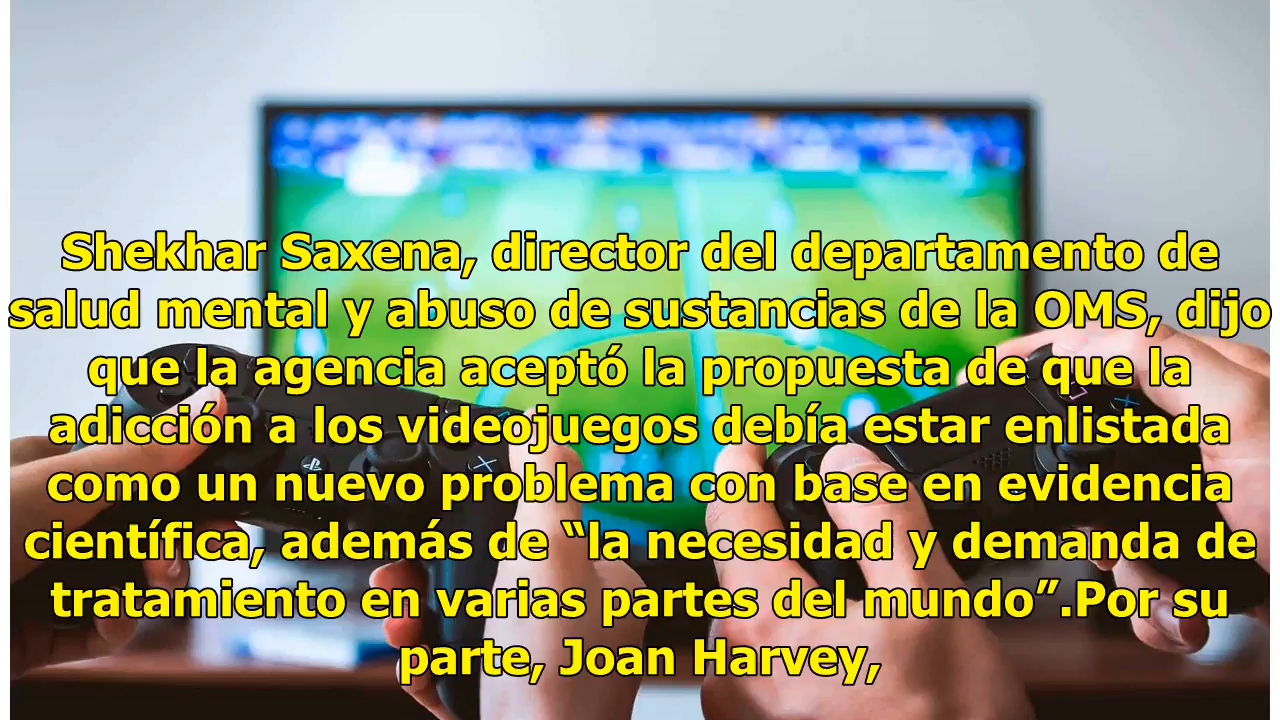 Shekhar Saxena, director del departamento de
salud mental y abuso de sustancias de la OMS, dijo
que la agencia aceptó la propuesta de que la
adicción a los videojuegos debía estar enlistada
como un nuevo problema con base en evidencia
científica, además de “la necesidad y demanda de
tratamiento en varias partes del mundo”.Por su
parte, Joan Harvey,